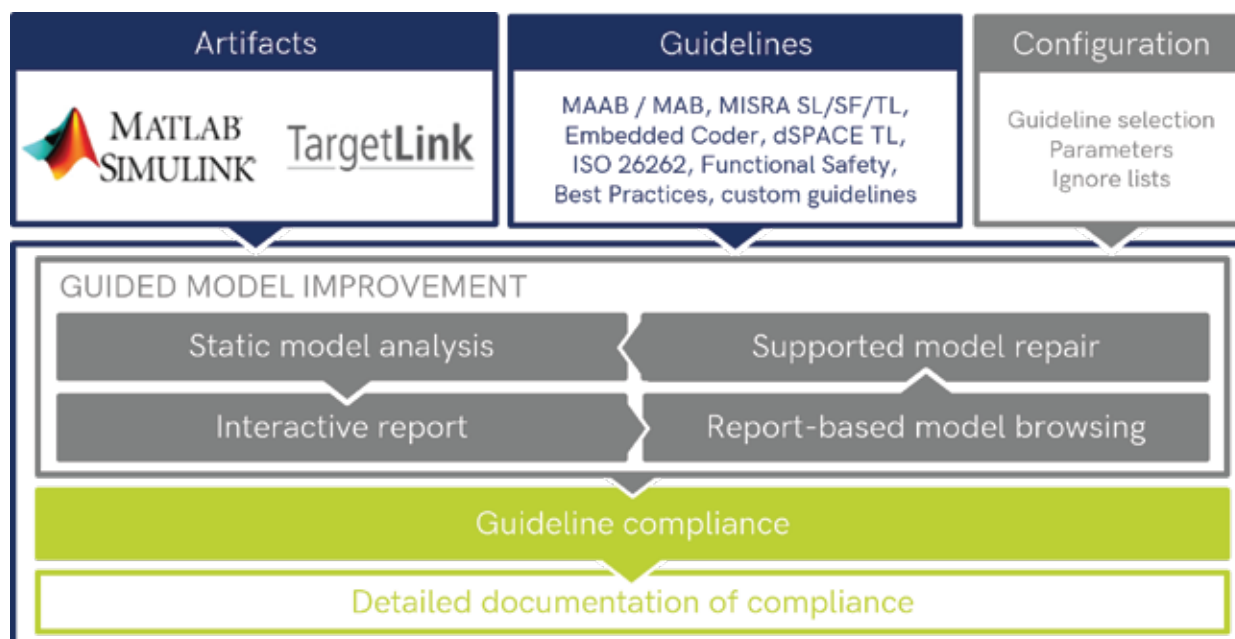 Artifacts
MATLAB
SIMULINK
TargetLink
Guidelines
MAAB / MAB, MISRA SL/SF/TL,
Embedded Coder, dSPACE TL,
ISO 26262, Functional Safety,
Best Practices, custom guidelines
Configuration
Guideline selection
Parameters
Ignore lists
GUIDED MODEL IMPROVEMENT
Static model analysis
Supported model repair
Interactive report
Report-based model browsing
Guideline compliance
Detailed documentation of compliance